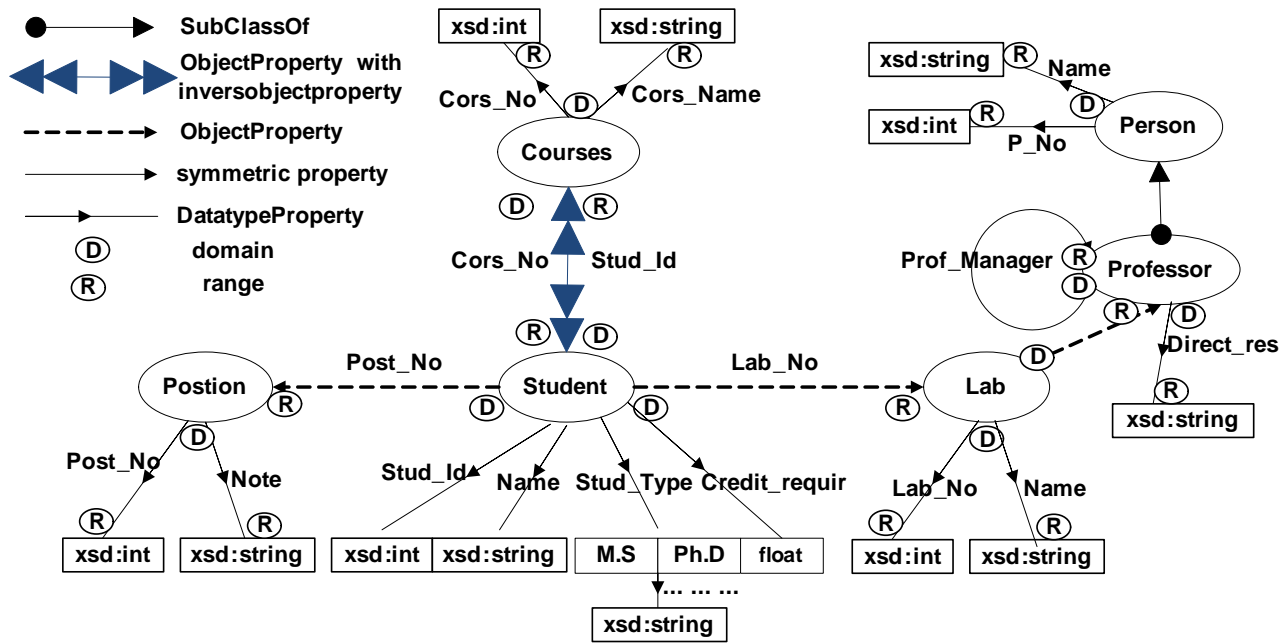 SubClassOf
ObjectProperty with
inversobjectproperty
ObjectProperty
symmetric property
DatatypeProperty
D domain
R range
xsd:int
xsd:string
R
R
Cors_No
Cors_Name
D
Courses
D
R
Cors_No
Stud_Id
R
D
xsd:string
R
Name
D
xsd:int
R
P_No
Person
Prof_Manager
R
D
Professor
R
D
Direct_res
R
xsd:string
Postion
R
Post_No
D
Student
D
Lab_No
R
D
Lab
D
Post_No
Note
R
R
xsd:int
xsd:string
Stud_Id
Name
Stud_Type
Credit_requir
xsd:int
xsd:string
M.S
Ph.D
float
... ... ...
xsd:string
D
Lab_No
Name
R
R
xsd:int
xsd:string